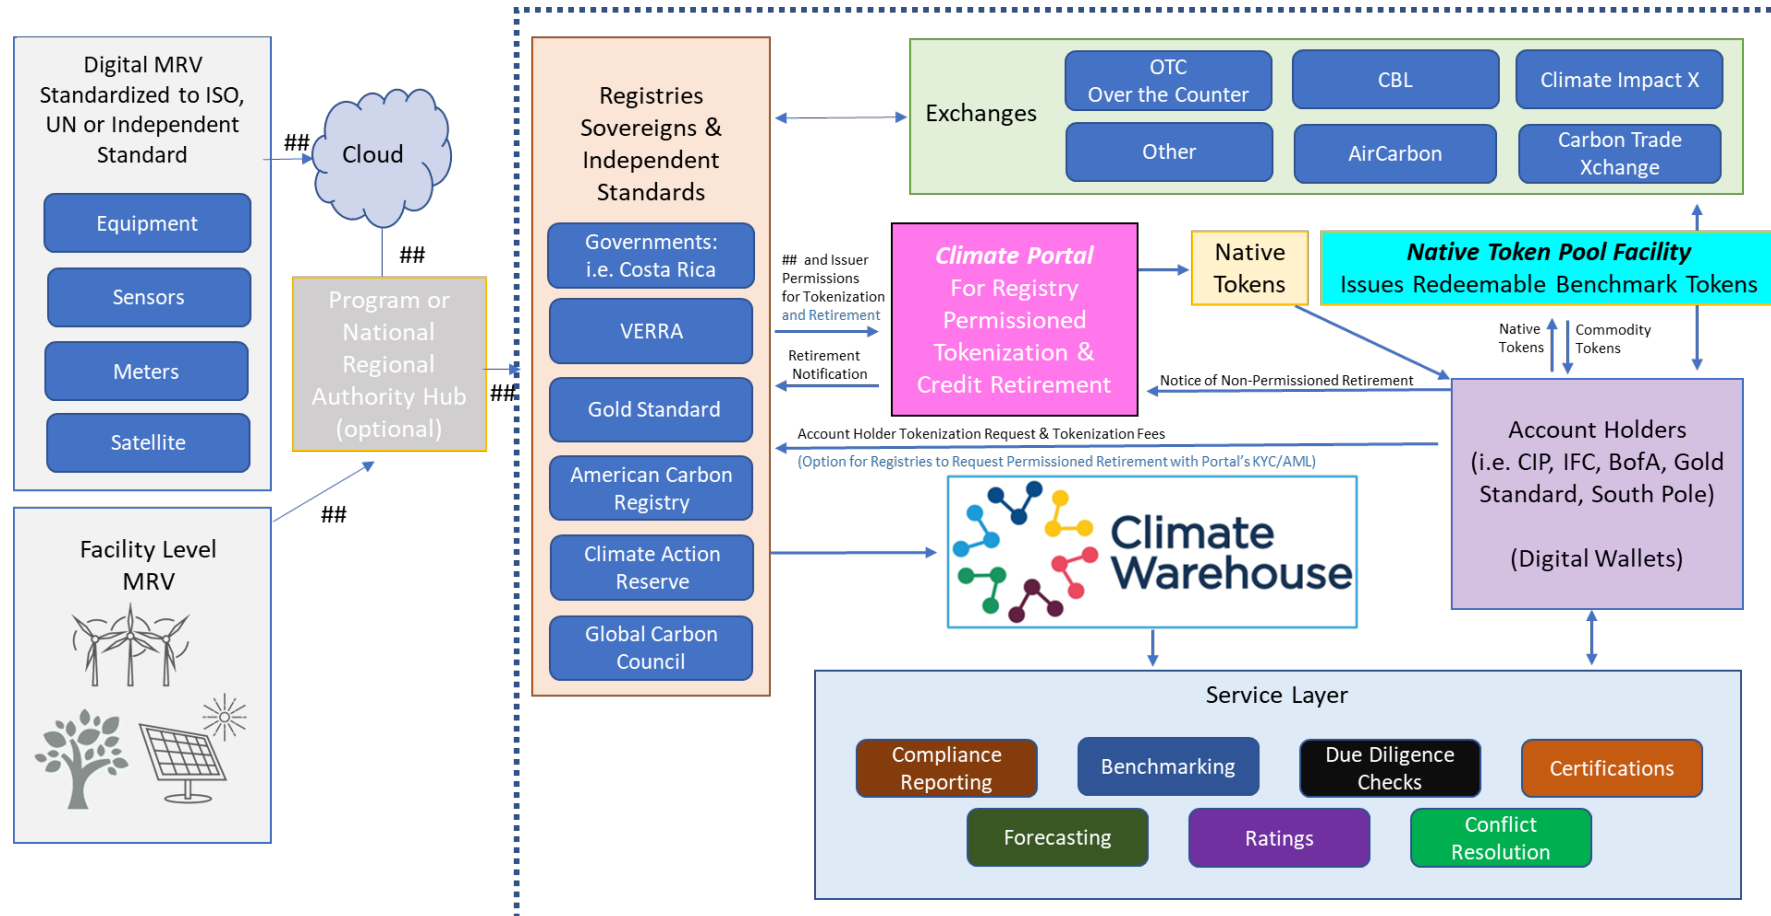 Digital MRV
Standardized to ISO,
UN or Independent
Standard
##
Equipment
Sensors
Meters
Satellite
Cloud
##
Program or
National
Regional
Authority Hub
(optional)
##
##
Facility Level
MRV
Registries
Sovereigns &
Independent
Standards
Governments:
i.e. Costa Rica
VERRA
Gold Standard
American Carbon
Registry
Climate Action
Reserve
Global Carbon
Council
Exchanges
OTC
Over the Counter
CBL
Climate Impact X
Other
AirCarbon
Carbon Trade
Xchange
## and Issuer
Permissions
for Tokenization
and Retirement
Retirement
Notification
Climate Portal
For Registry
Permissioned
Tokenization &
Credit Retirement
Native
Tokens
Native Token Pool Facility
Issues Redeemable Benchmark Tokens
Native
Tokens
Commodity
Tokens
Notice of Non-Permissioned Retirement
Account Holder Tokenization Request & Tokenization Fees
(Option for Registries to Request Permissioned Retirement with Portal's KYC/AML)
Account Holders
(i.e. CIP, IFC, BofA, Gold
Standard, South Pole)
(Digital Wallets)
Climate
Warehouse
Service Layer
Compliance
Reporting
Benchmarking
Due Diligence
Checks
Certifications
Forecasting
Ratings
Conflict
Resolution